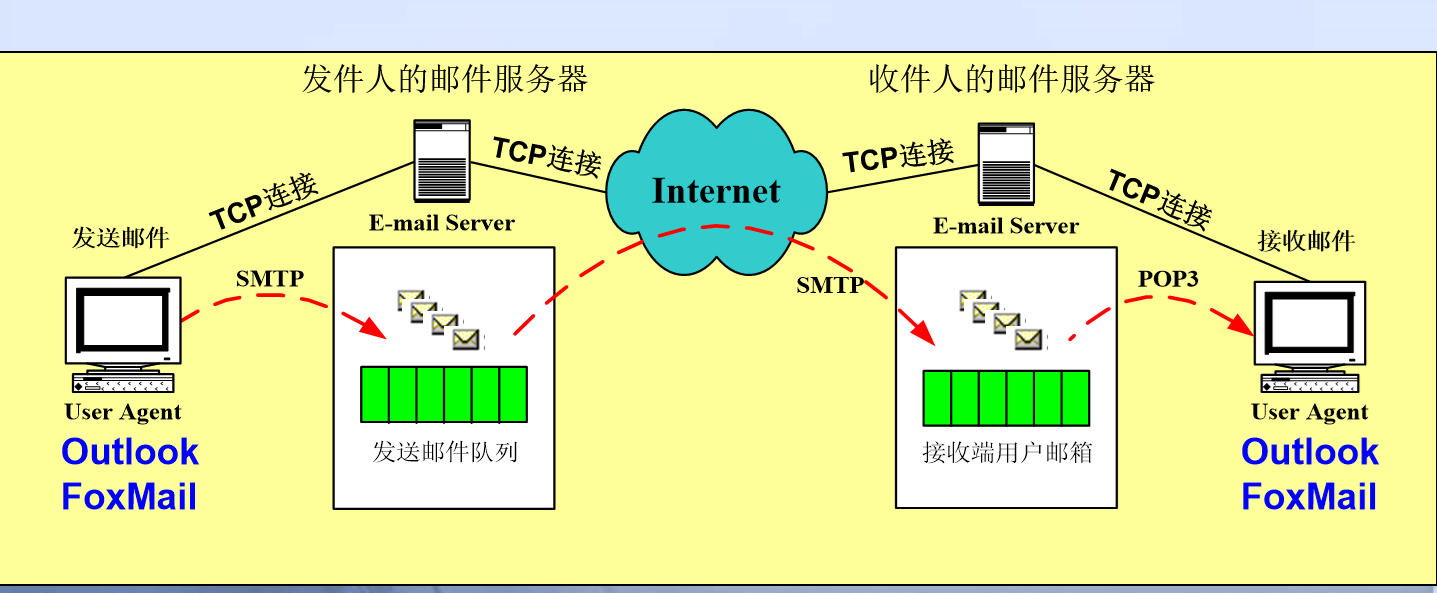 发件人的邮件服务器
收件人的邮件服务器
TCP连接
TCP连接
Internet
TCP连接
TCP连接
E-mail Server
E-mail Server
发送邮件
接收邮件
SMTP
SMTP
POP3
User Agent
Outlook
FoxMail
发送邮件队列
接收端用户邮箱
User Agent
Outlook
FoxMail